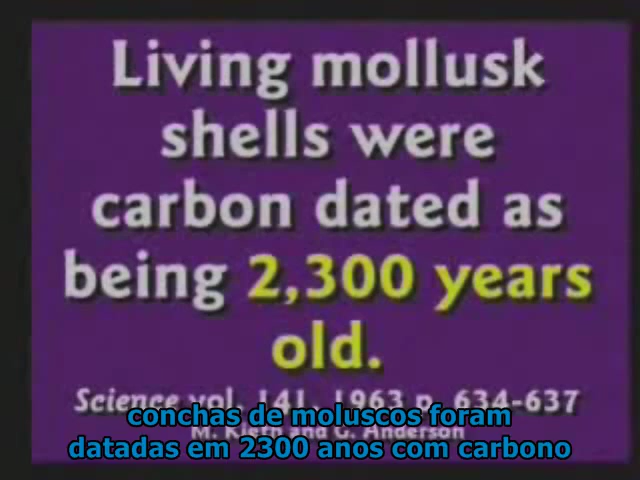 Living mollusk
shells were
carbon dated as
being 2,300 years
old.
Science vol. 141, 1963 p. 634-637
conchas de moluscos foram
M. Kieth and G. Anderson
datadas em 2300 anos com carbono